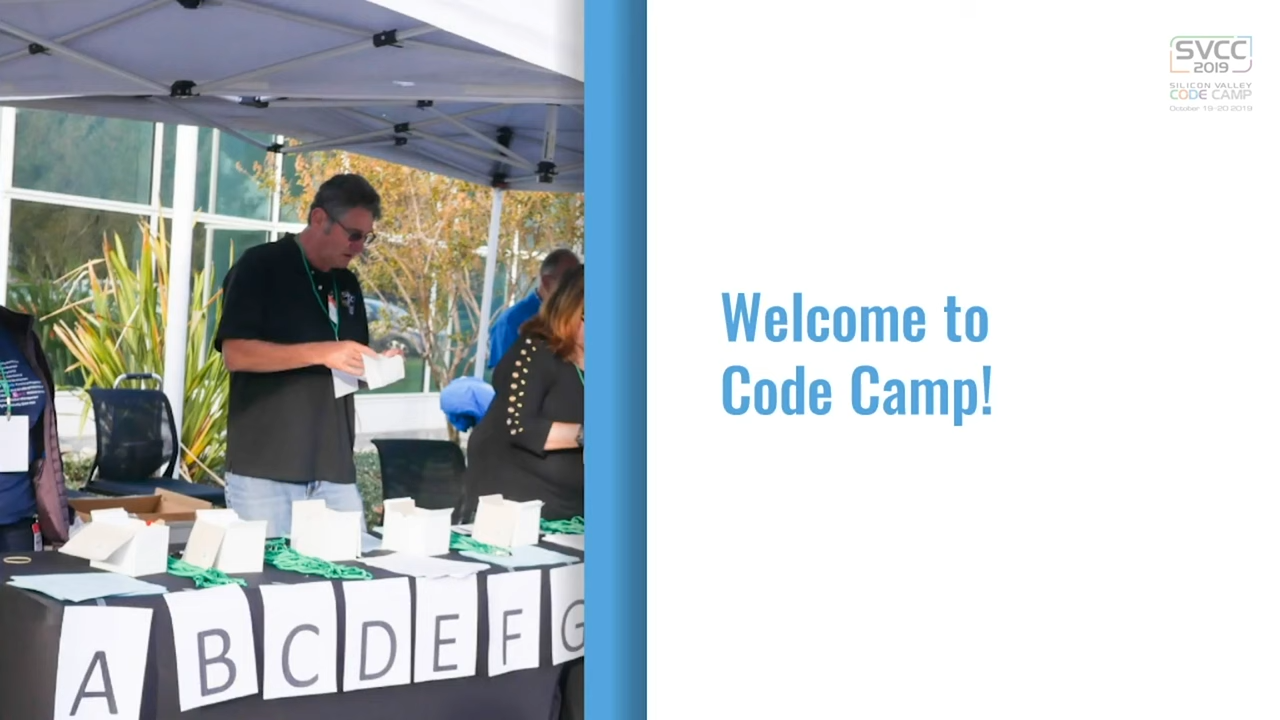 SVCC
2019
SILICON VALLEY
CODE CAMP
October 19-20 2019
Welcome to
Code Camp!
A
B
C
D
E
F
G